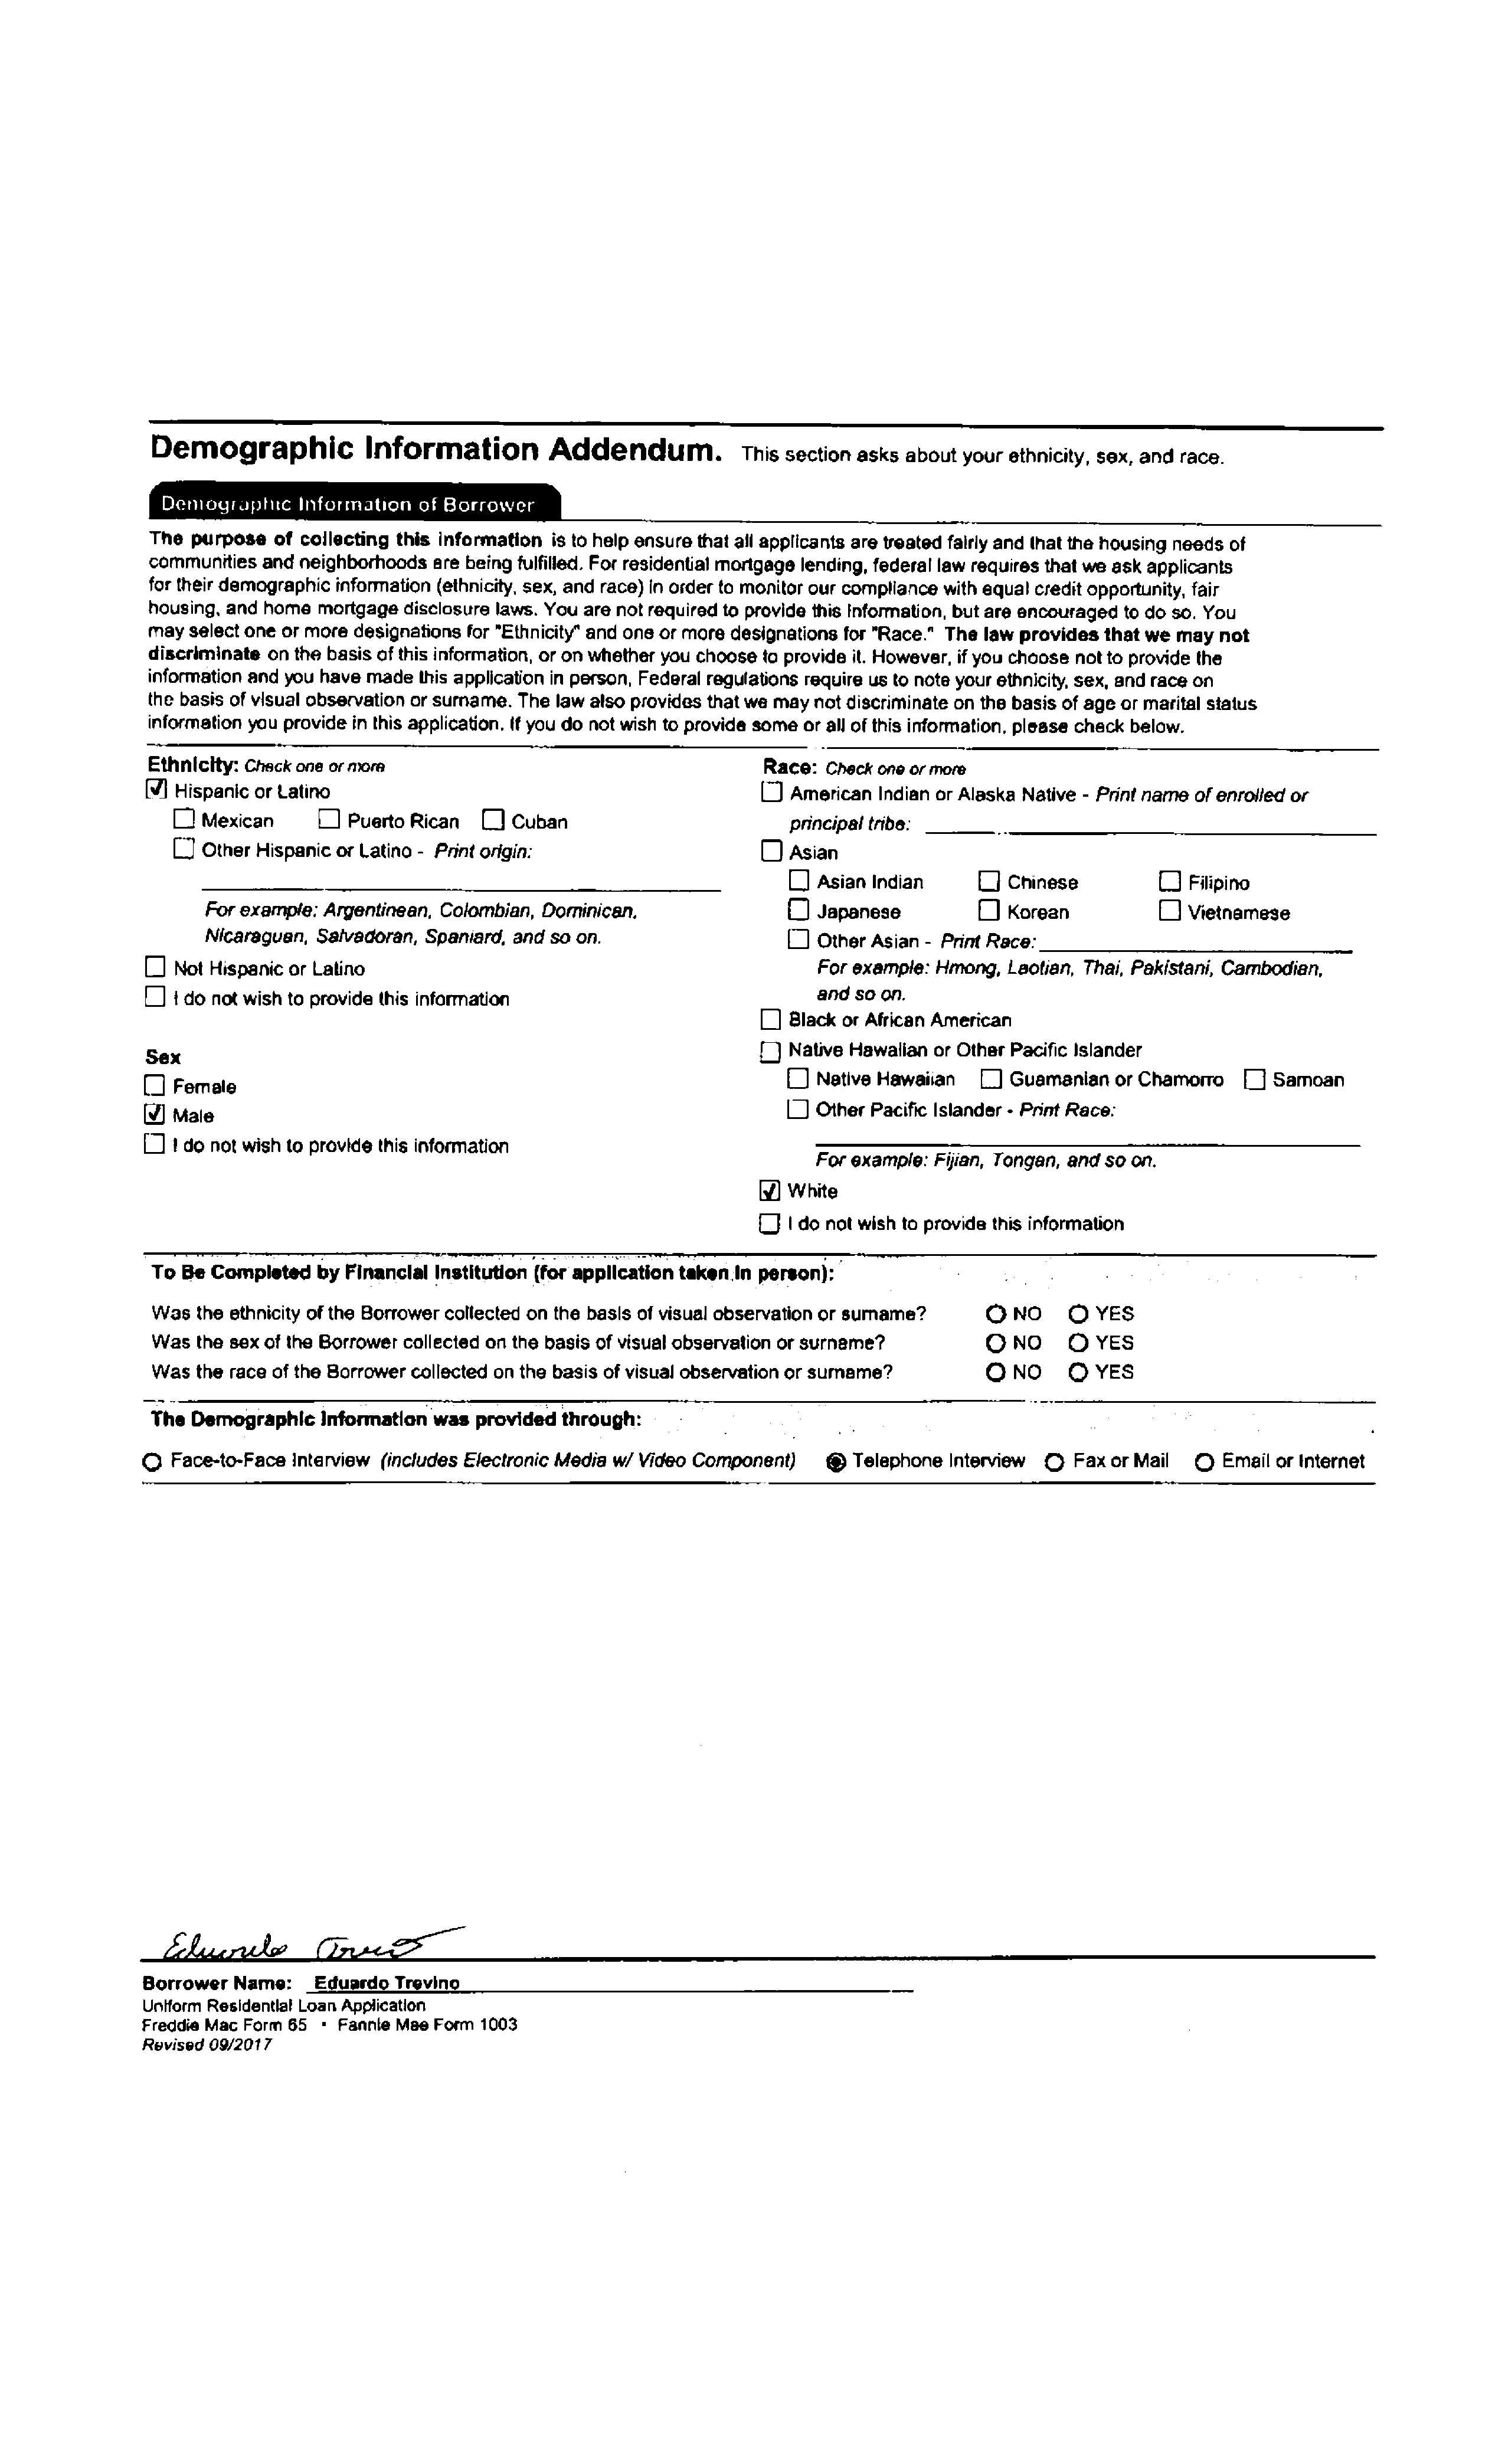 Demographic Information Addendum. This section asks about your ethnicity, sex, and race.
Demographic Information of Borrower
The purpose of collecting this information is to help ensure that all applicants are treated fairly and that the housing needs of
communities and neighborhoods are being fulfilled. For residential mortgage lending, federal law requires that we ask applicants
for their demographic information (ethnicity, sex, and race) in order to monitor our compliance with equal credit opportunity, fair
housing, and home mortgage disclosure laws. You are not required to provide this information, but are encouraged to do so. You
may select one or more designations for "Ethnicity" and one or more designations for "Race." The law provides that we may not
discriminate on the basis of this information, or on whether you choose to provide it. However, if you choose not to provide the
information and you have made this application in person, Federal regulations require us to note your ethnicity, sex, and race on
the basis of visual observation or surname. The law also provides that we may not discriminate on the basis of age or marital status
information you provide in this application. If you do not wish to provide some or all of this information, please check below.
Ethnicity: Check one or more
☑ Hispanic or Latino
☐ Mexican ☐ Puerto Rican ☐ Cuban
☐ Other Hispanic or Latino - Print origin:
For example: Argentinean, Colombian, Dominican,
Nicaraguan, Salvadoran, Spaniard, and so on.
☐ Not Hispanic or Latino
☐ I do not wish to provide this information
Sex
☐ Female
☑ Male
☐ I do not wish to provide this information
Race: Check one or more
☐ American Indian or Alaska Native - Print name of enrolled or
principal tribe:
☐ Asian
☐ Asian Indian ☐ Chinese ☐ Filipino
☐ Japanese ☐ Korean ☐ Vietnamese
☐ Other Asian - Print Race:
For example: Hmong, Laotian, Thai, Pakistani, Cambodian,
and so on.
☐ Black or African American
☐ Native Hawaiian or Other Pacific Islander
☐ Native Hawaiian ☐ Guamanian or Chamorro ☐ Samoan
☐ Other Pacific Islander - Print Race:
For example: Fijian, Tongan, and so on.
☑ White
☐ I do not wish to provide this information
To Be Completed by Financial Institution (for application taken in person):
Was the ethnicity of the Borrower collected on the basis of visual observation or surname? ○ NO ○ YES
Was the sex of the Borrower collected on the basis of visual observation or surname? ○ NO ○ YES
Was the race of the Borrower collected on the basis of visual observation or surname? ○ NO ○ YES
The Demographic Information was provided through:
○ Face-to-Face Interview (includes Electronic Media w/ Video Component) ◉ Telephone Interview ○ Fax or Mail ○ Email or Internet
Eduardo Trevino
Borrower Name: Eduardo Trevino
Uniform Residential Loan Application
Freddie Mac Form 65 • Fannie Mae Form 1003
Revised 09/2017